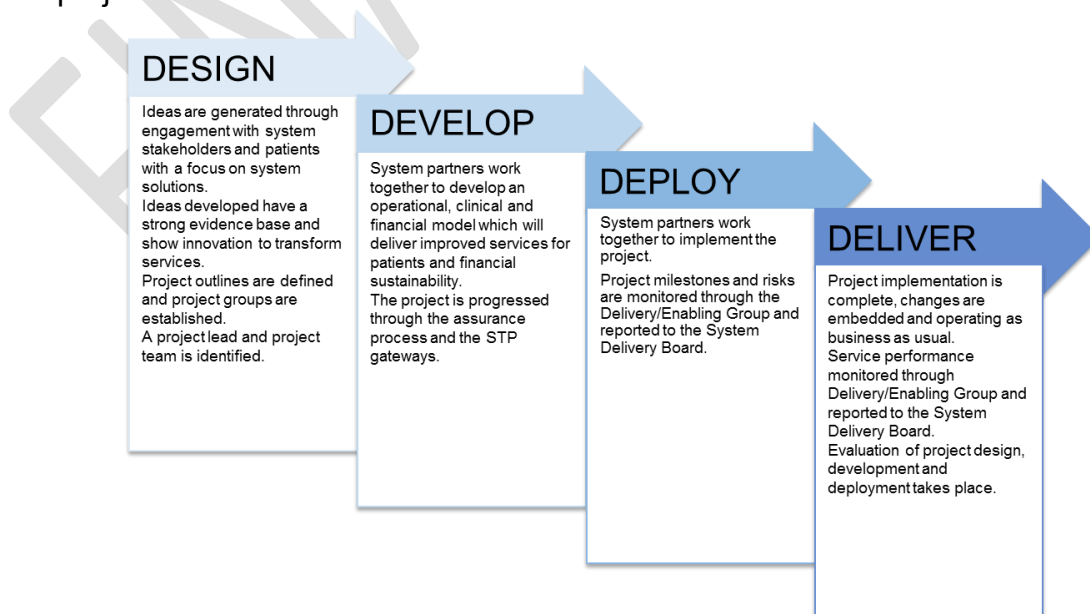 DESIGN
Ideas are generated through
engagement with system
stakeholders and patients
with a focus on system
solutions.
Ideas developed have a
strong evidence base and
show innovation to transform
services.
Project outlines are defined
and project groups are
established.
A project lead and project
team is identified.
DEVELOP
System partners work
together to develop an
operational, clinical and
financial model which will
deliver improved services for
patients and financial
sustainability.
The project is progressed
through the assurance
process and the STP
gateways.
DEPLOY
System partners work
together to implement the
project.
Project milestones and risks
are monitored through the
Delivery/Enabling Group and
reported to the System
Delivery Board.
DELIVER
Project implementation is
complete, changes are
embedded and operating as
business as usual.
Service performance
monitored through
Delivery/Enabling Group and
reported to the System
Delivery Board.
Evaluation of project design,
development and
deployment takes place.